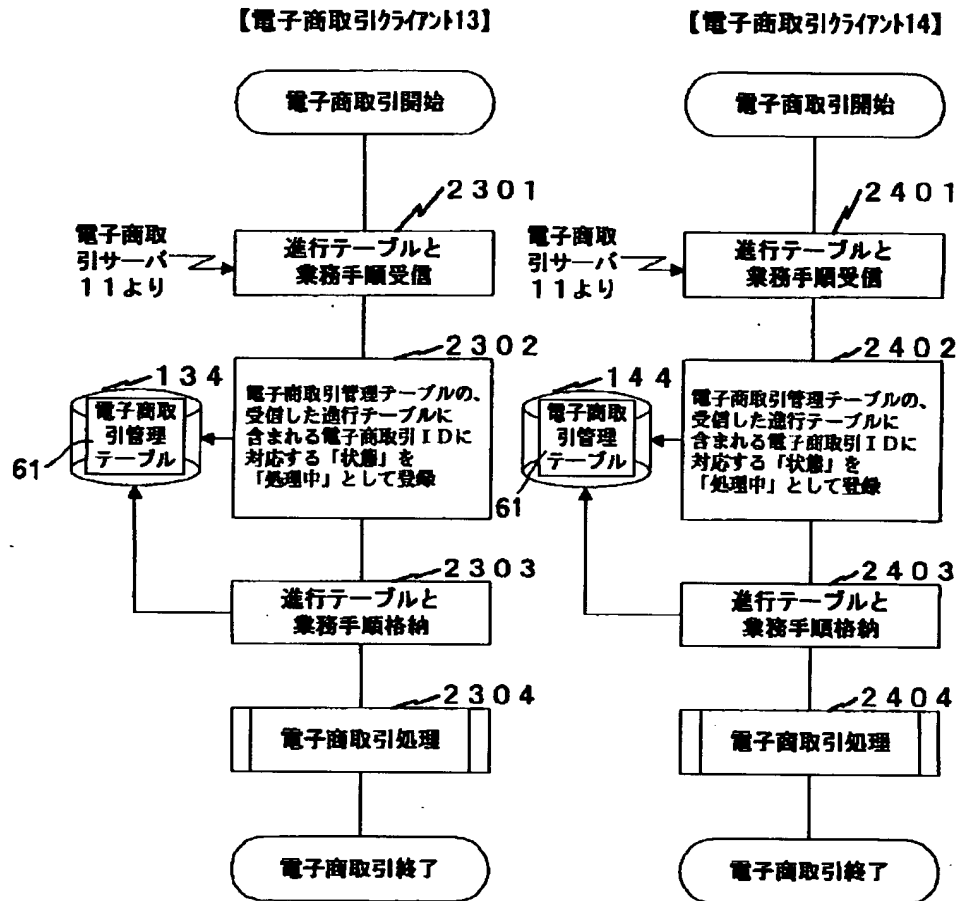 【電子商取引クライアント13】
電子商取引開始
2301
電子商取
引サーバ
11より
進行テーブルと
業務手順受信
2302
電子商取引管理テーブルの、
受信した進行テーブルに
含まれる電子商取引IDに
対応する「状態」を
「処理中」として登録
134
電子商取
引管理
テーブル
61
2303
進行テーブルと
業務手順格納
2304
電子商取引処理
電子商取引終了
【電子商取引クライアント14】
電子商取引開始
2401
電子商取
引サーバ
11より
進行テーブルと
業務手順受信
2402
電子商取引管理テーブルの、
受信した進行テーブルに
含まれる電子商取引IDに
対応する「状態」を
「処理中」として登録
144
電子商取
引管理
テーブル
61
2403
進行テーブルと
業務手順格納
2404
電子商取引処理
電子商取引終了